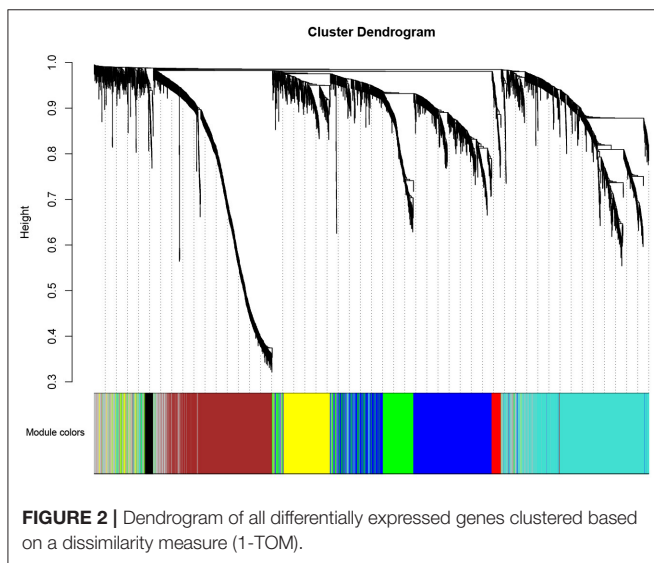 Cluster Dendrogram
1.0
0.9
0.8
0.7
0.6
0.5
0.4
0.3
Height
Module colors
FIGURE 2 | Dendrogram of all differentially expressed genes clustered based
on a dissimilarity measure (1-TOM).